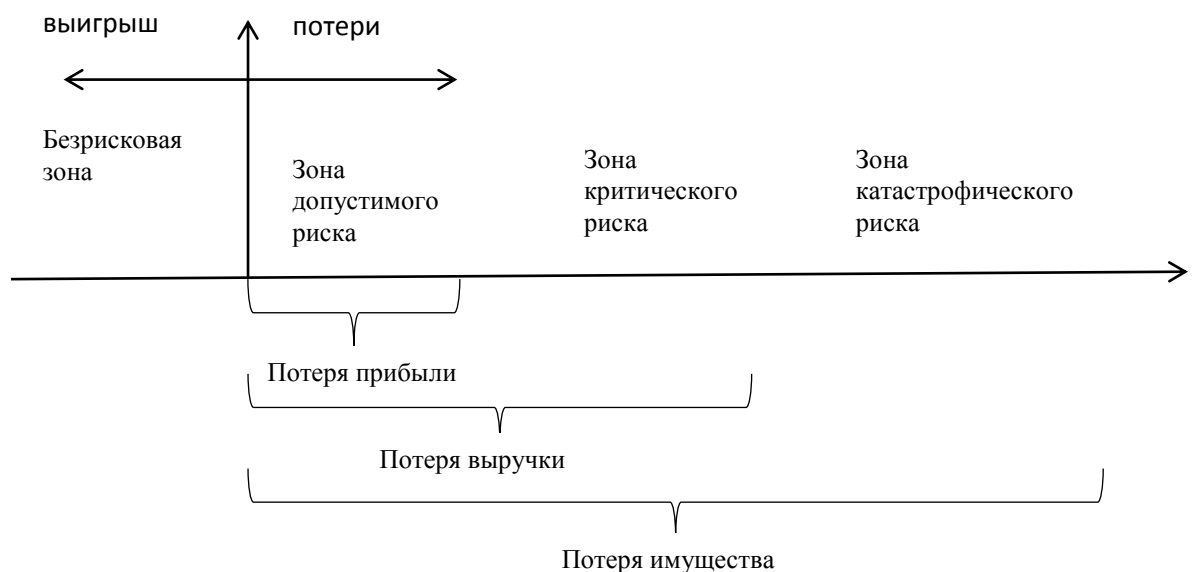 выигрыш
потери
Безрисковая
зона
Зона
допустимого
риска
Зона
критического
риска
Зона
катастрофического
риска
Потеря прибыли
Потеря выручки
Потеря имущества